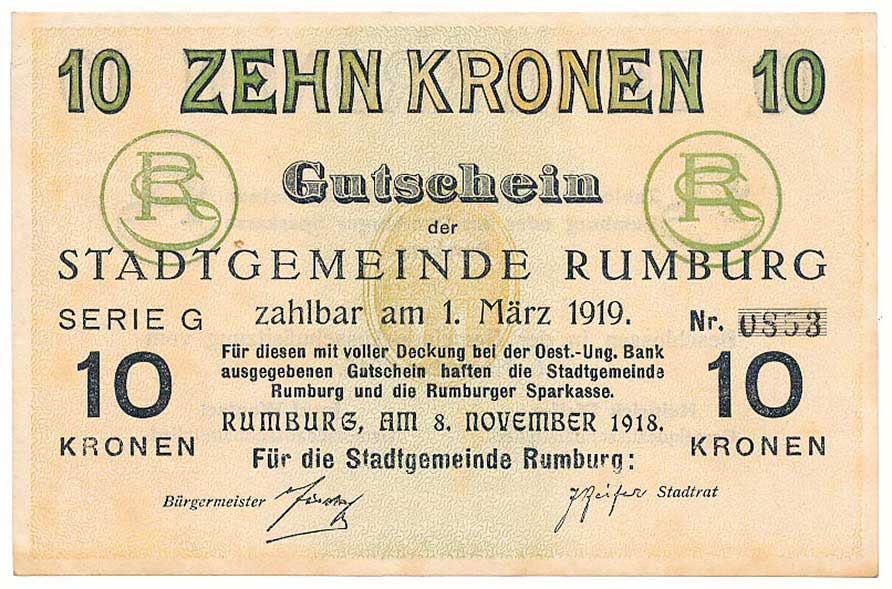 10 ZEHN KRONEN 10
RS Gutschein RS
der
STADTGEMEINDE RUMBURG
SERIE G zahlbar am 1. März 1919. Nr. 0853
Für diesen mit voller Deckung bei der Oest.-Ung. Bank
ausgegebenen Gutschein haften die Stadtgemeinde
Rumburg und die Rumburger Sparkasse.
10 10
RUMBURG, AM 8. NOVEMBER 1918.
KRONEN KRONEN
Für die Stadtgemeinde Rumburg:
Bürgermeister Stadtrat